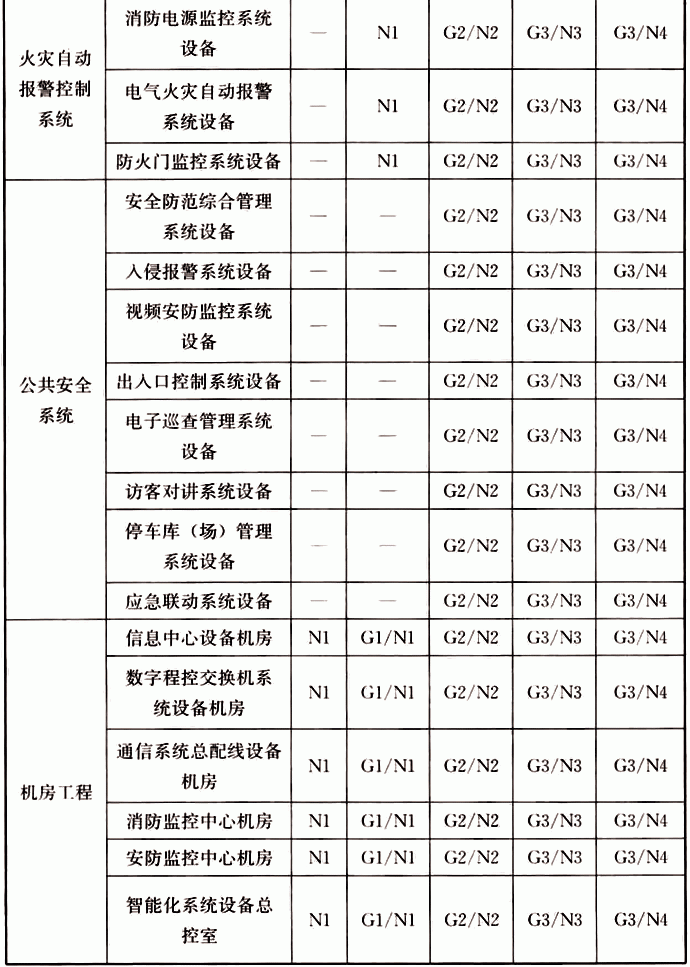 火灾自动
报警控制
系统
消防电源监控系统
设备
— N1 G2/N2 G3/N3 G3/N4
电气火灾自动报警
系统设备
— N1 G2/N2 G3/N3 G3/N4
防火门监控系统设备 — N1 G2/N2 G3/N3 G3/N4
公共安全
系统
安全防范综合管理
系统设备
— — G2/N2 G3/N3 G3/N4
入侵报警系统设备 — — G2/N2 G3/N3 G3/N4
视频安防监控系统
设备
— — G2/N2 G3/N3 G3/N4
出入口控制系统设备 — — G2/N2 G3/N3 G3/N4
电子巡查管理系统
设备
— — G2/N2 G3/N3 G3/N4
访客对讲系统设备 — — G2/N2 G3/N3 G3/N4
停车库（场）管理
系统设备
— — G2/N2 G3/N3 G3/N4
应急联动系统设备 — — G2/N2 G3/N3 G3/N4
机房工程
信息中心设备机房 N1 G1/N1 G2/N2 G3/N3 G3/N4
数字程控交换机系
统设备机房
N1 G1/N1 G2/N2 G3/N3 G3/N4
通信系统总配线设备
机房
N1 G1/N1 G2/N2 G3/N3 G3/N4
消防监控中心机房 N1 G1/N1 G2/N2 G3/N3 G3/N4
安防监控中心机房 N1 G1/N1 G2/N2 G3/N3 G3/N4
智能化系统设备总
控室
N1 G1/N1 G2/N2 G3/N3 G3/N4